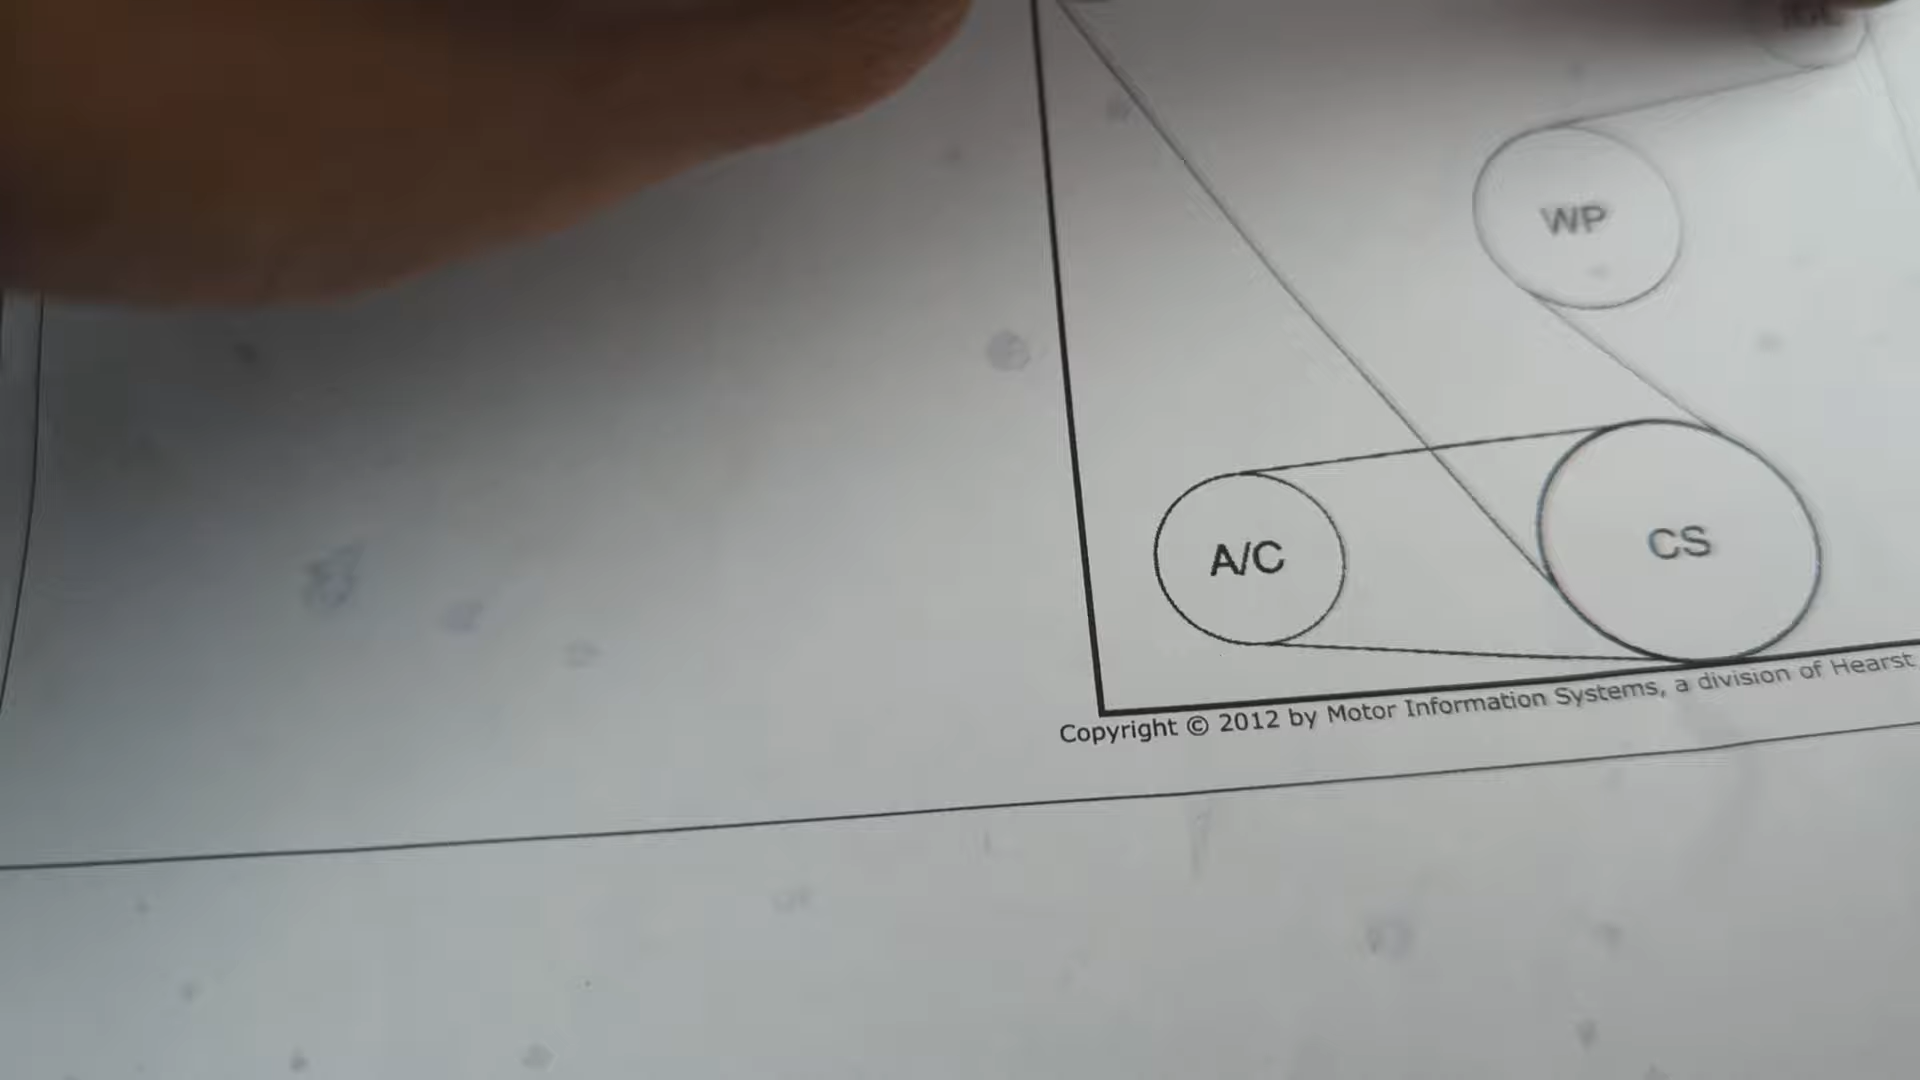 WP
CS
A/C
Copyright © 2012 by Motor Information Systems, a division of Hearst